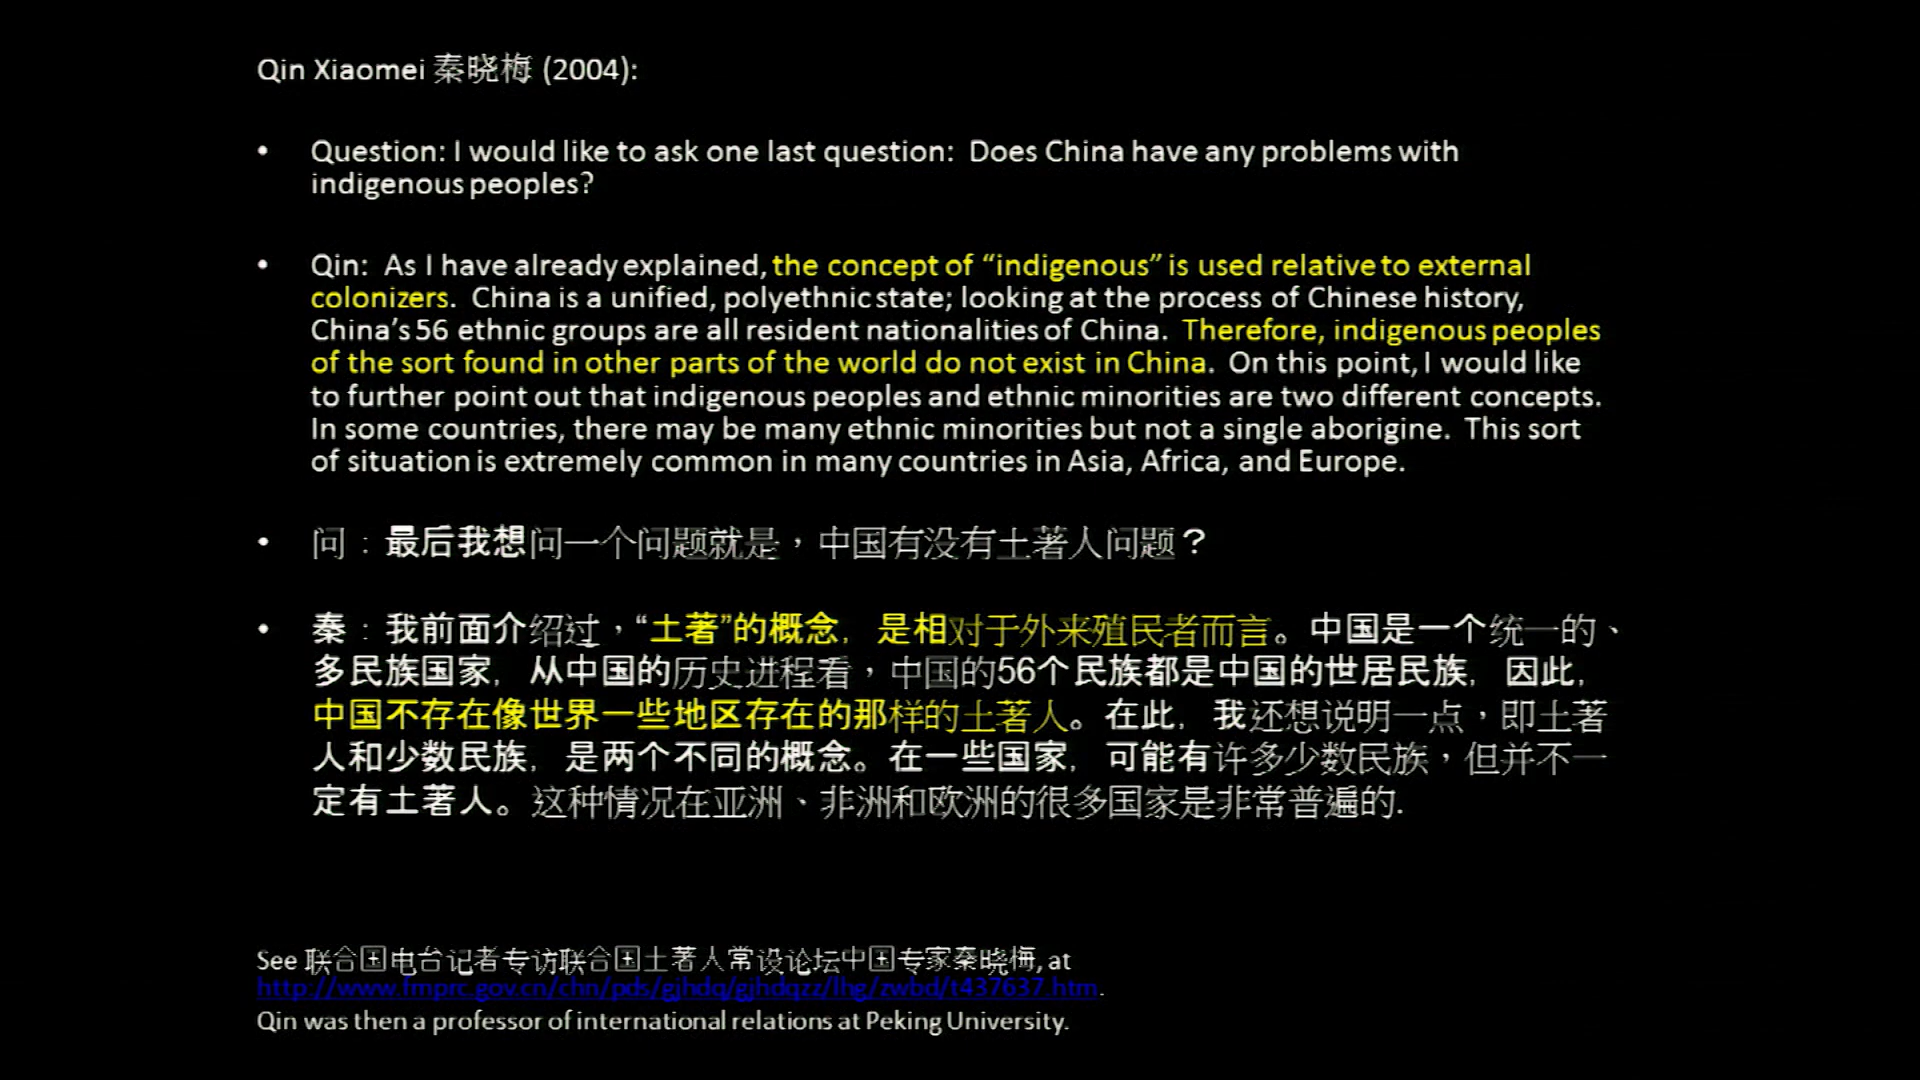 Qin Xiaomei 秦晓梅 (2004):
• Question: I would like to ask one last question: Does China have any problems with
indigenous peoples?
• Qin: As I have already explained, the concept of “indigenous” is used relative to external
colonizers. China is a unified, polyethnic state; looking at the process of Chinese history,
China’s 56 ethnic groups are all resident nationalities of China. Therefore, indigenous peoples
of the sort found in other parts of the world do not exist in China. On this point, I would like
to further point out that indigenous peoples and ethnic minorities are two different concepts.
In some countries, there may be many ethnic minorities but not a single aborigine. This sort
of situation is extremely common in many countries in Asia, Africa, and Europe.
• 问：最后我想问一个问题就是，中国有没有土著人问题？
• 秦：我前面介绍过，“土著”的概念，是相对于外来殖民者而言。中国是一个统一的、
多民族国家，从中国的历史进程看，中国的56个民族都是中国的世居民族，因此，
中国不存在像世界一些地区存在的那样的土著人。在此，我还想说明一点，即土著
人和少数民族，是两个不同的概念。在一些国家，可能有许多少数民族，但并不一
定有土著人。这种情况在亚洲、非洲和欧洲的很多国家是非常普遍的.
See 联合国电台记者专访联合国土著人常设论坛中国专家秦晓梅, at
http://www.fmprc.gov.cn/chn/pds/gjhdq/gjhdqzz/lhg/zwbd/t437637.htm.
Qin was then a professor of international relations at Peking University.